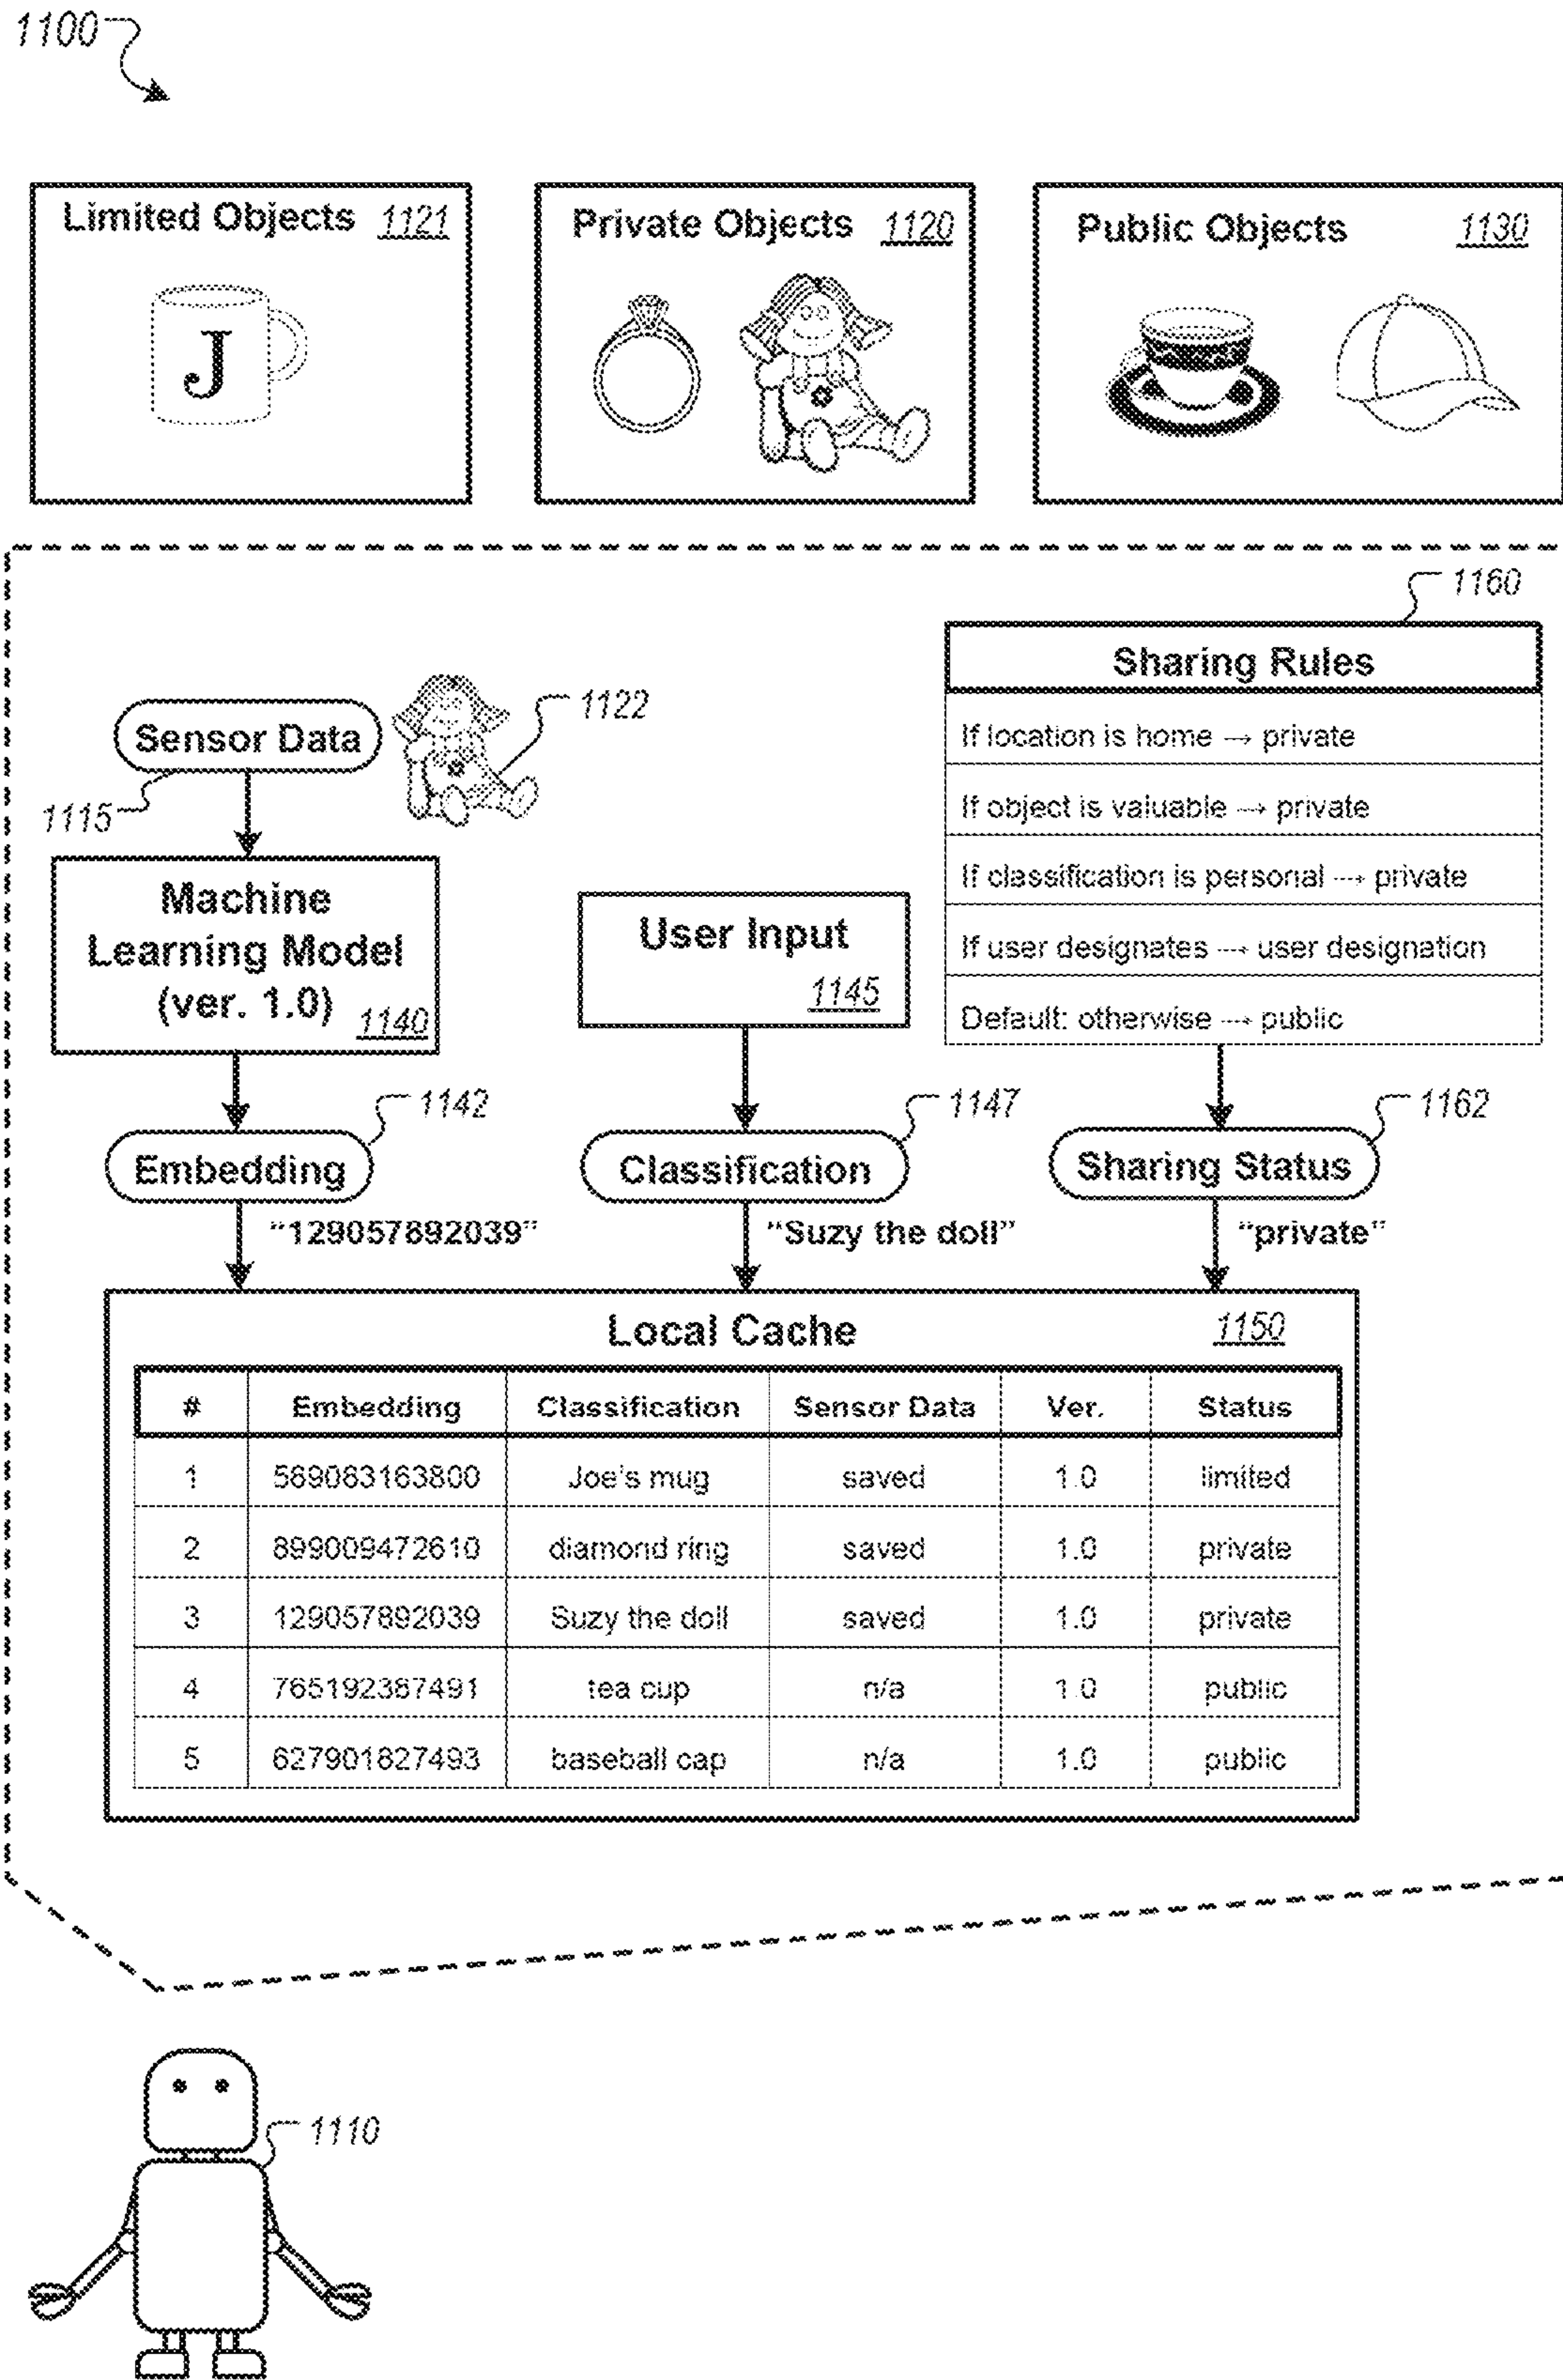 1100
Limited Objects 1121
J
Private Objects 1120
Public Objects 1130
1160
Sharing Rules
If location is home → private
If object is valuable → private
If classification is personal → private
If user designates → user designation
Default: otherwise → public
Sensor Data
1122
1115
Machine
Learning Model
(ver. 1.0) 1140
User Input
1145
1142
1147
1162
Embedding
Classification
Sharing Status
"129057892039"
"Suzy the doll"
"private"
Local Cache 1150
# Embedding Classification Sensor Data Ver. Status
1 589083163800 Joe's mug saved 1.0 limited
2 899009472610 diamond ring saved 1.0 private
3 129057892039 Suzy the doll saved 1.0 private
4 765192387491 tea cup n/a 1.0 public
5 627901827493 baseball cap n/a 1.0 public
1110